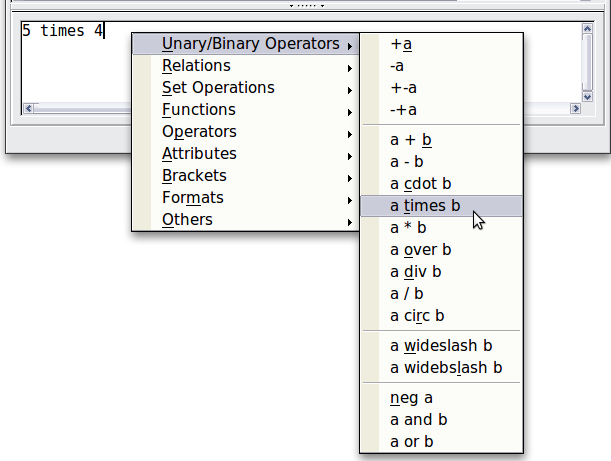 5 times 4
Unary/Binary Operators
Relations
Set Operations
Functions
Operators
Attributes
Brackets
Formats
Others
+a
-a
+-a
-+a
a + b
a - b
a cdot b
a times b
a * b
a over b
a div b
a / b
a circ b
a wideslash b
a widebslash b
neg a
a and b
a or b